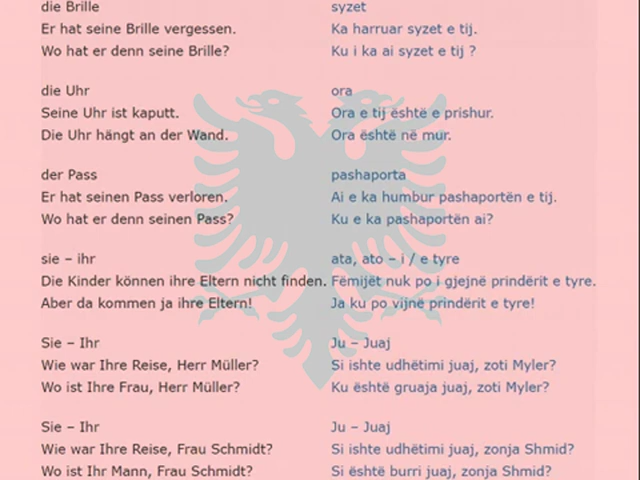 die Brille syzet
Er hat seine Brille vergessen. Ka harruar syzet e tij.
Wo hat er denn seine Brille? Ku i ka ai syzet e tij ?
die Uhr ora
Seine Uhr ist kaputt. Ora e tij është e prishur.
Die Uhr hängt an der Wand. Ora është në mur.
der Pass pashaporta
Er hat seinen Pass verloren. Ai e ka humbur pashaportën e tij.
Wo hat er denn seinen Pass? Ku e ka pashaportën ai?
sie – ihr ata, ato – i / e tyre
Die Kinder können ihre Eltern nicht finden. Fëmijët nuk po i gjejnë prindërit e tyre.
Aber da kommen ja ihre Eltern! Ja ku po vijnë prindërit e tyre!
Sie – Ihr Ju – Juaj
Wie war Ihre Reise, Herr Müller? Si ishte udhëtimi juaj, zoti Myler?
Wo ist Ihre Frau, Herr Müller? Ku është gruaja juaj, zoti Myler?
Sie – Ihr Ju – Juaj
Wie war Ihre Reise, Frau Schmidt? Si ishte udhëtimi juaj, zonja Shmid?
Wo ist Ihr Mann, Frau Schmidt? Si është burri juaj, zonja Shmid?